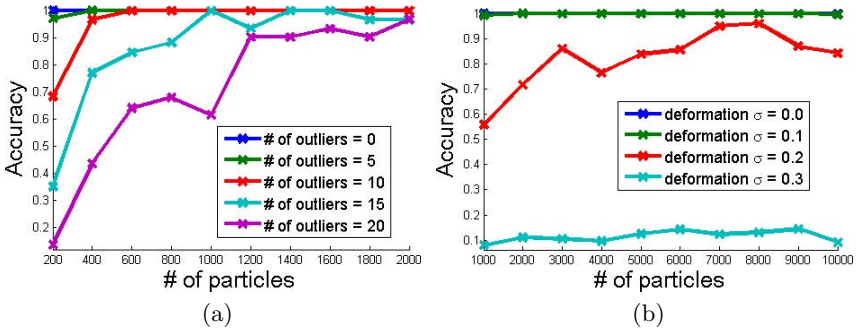 1
0.9
0.8
0.7
0.6
0.5
0.4
0.3
0.2
Accuracy
200 400 600 800 1000 1200 1400 1600 1800 2000
# of particles
# of outliers = 0
# of outliers = 5
# of outliers = 10
# of outliers = 15
# of outliers = 20
(a)
1
0.9
0.8
0.7
0.6
0.5
0.4
0.3
0.2
0.1
Accuracy
1000 2000 3000 4000 5000 6000 7000 8000 9000 10000
# of particles
deformation σ = 0.0
deformation σ = 0.1
deformation σ = 0.2
deformation σ = 0.3
(b)